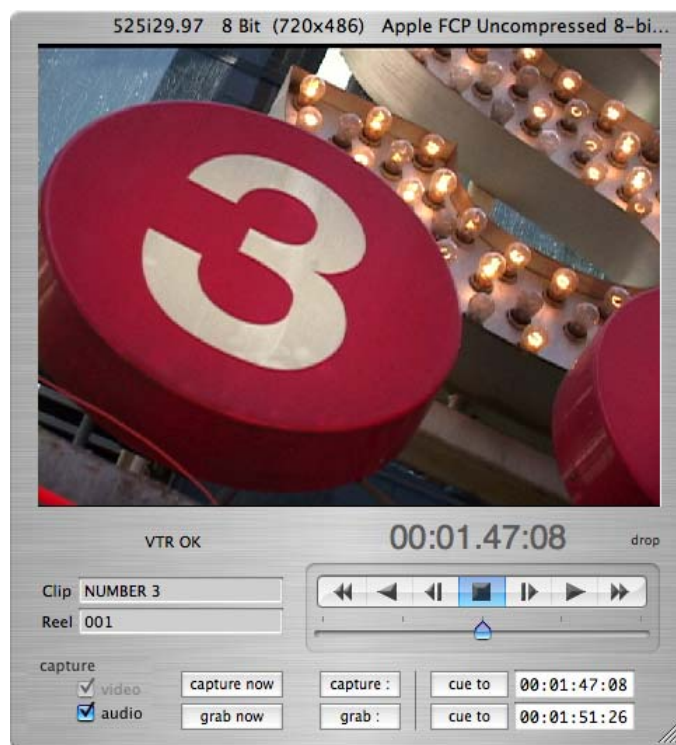 525i29.97 8 Bit (720x486) Apple FCP Uncompressed 8-bi...
3
VTR OK 00:01.47:08 drop
Clip NUMBER 3
Reel 001
capture
video capture now capture : cue to 00:01:47:08
audio grab now grab : cue to 00:01:51:26